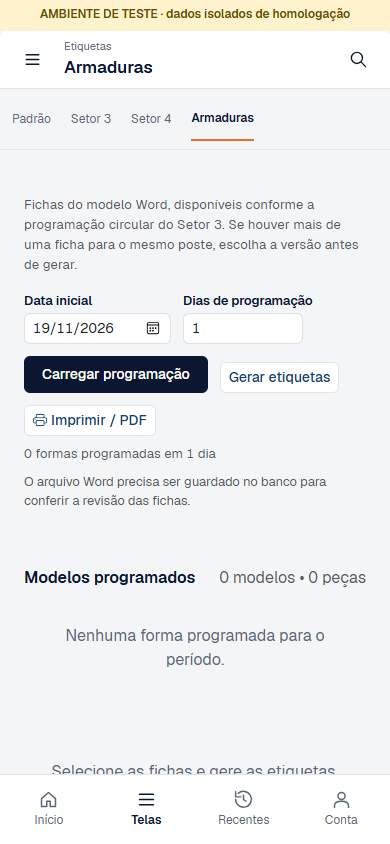 AMBIENTE DE TESTE · dados isolados de homologação
Etiquetas
Armaduras
Padrão Setor 3 Setor 4 Armaduras
Fichas do modelo Word, disponíveis conforme a
programação circular do Setor 3. Se houver mais de
uma ficha para o mesmo poste, escolha a versão antes
de gerar.
Data inicial Dias de programação
19/11/2026 1
Carregar programação Gerar etiquetas
Imprimir / PDF
0 formas programadas em 1 dia
O arquivo Word precisa ser guardado no banco para
conferir a revisão das fichas.
Modelos programados 0 modelos • 0 peças
Nenhuma forma programada para o
período.
Selecione as fichas e gere as etiquetas
Início Telas Recentes Conta